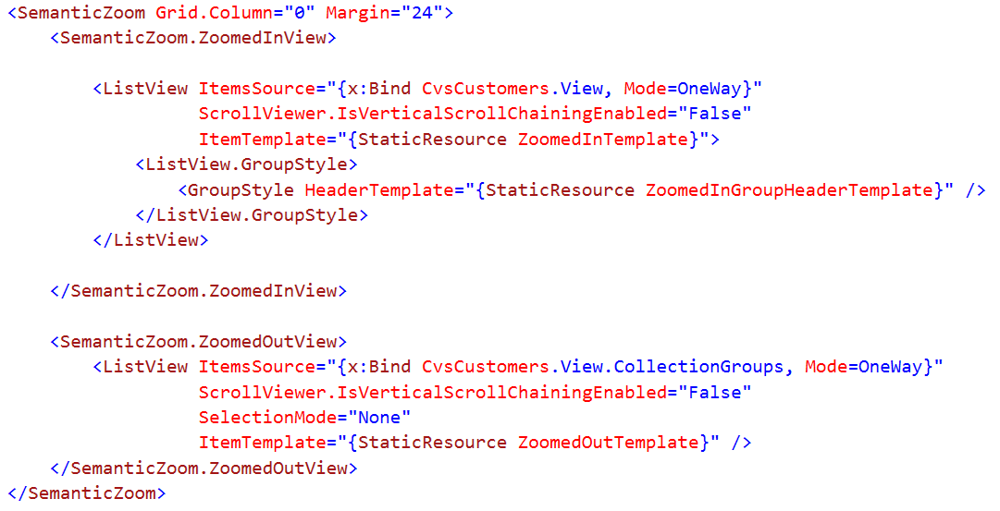 <SemanticZoom Grid.Column="0" Margin="24">
    <SemanticZoom.ZoomedInView>

        <ListView ItemsSource="{x:Bind CvsCustomers.View, Mode=OneWay}"
                  ScrollViewer.IsVerticalScrollChainingEnabled="False"
                  ItemTemplate="{StaticResource ZoomedInTemplate}">
            <ListView.GroupStyle>
                <GroupStyle HeaderTemplate="{StaticResource ZoomedInGroupHeaderTemplate}" />
            </ListView.GroupStyle>
        </ListView>

    </SemanticZoom.ZoomedInView>

    <SemanticZoom.ZoomedOutView>
        <ListView ItemsSource="{x:Bind CvsCustomers.View.CollectionGroups, Mode=OneWay}"
                  ScrollViewer.IsVerticalScrollChainingEnabled="False"
                  SelectionMode="None"
                  ItemTemplate="{StaticResource ZoomedOutTemplate}" />
    </SemanticZoom.ZoomedOutView>
</SemanticZoom>